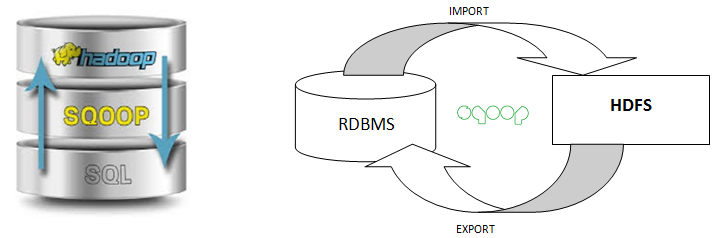 hadoop
SQOOP
SQL
IMPORT
RDBMS
sqoop
HDFS
EXPORT